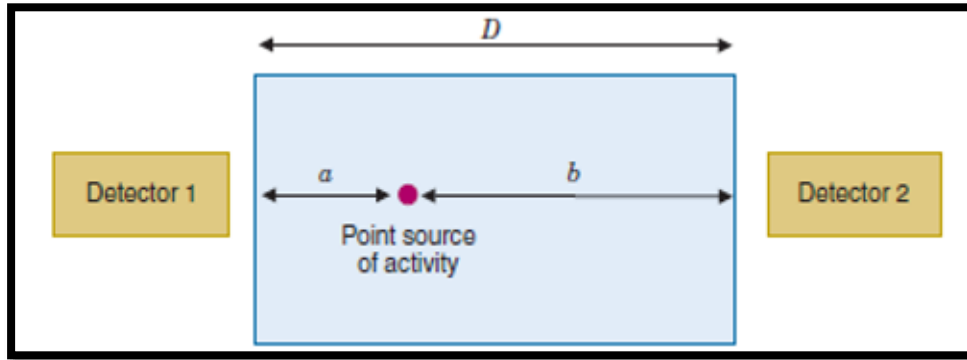 D
Detector 1
a
b
Detector 2
Point source
of activity